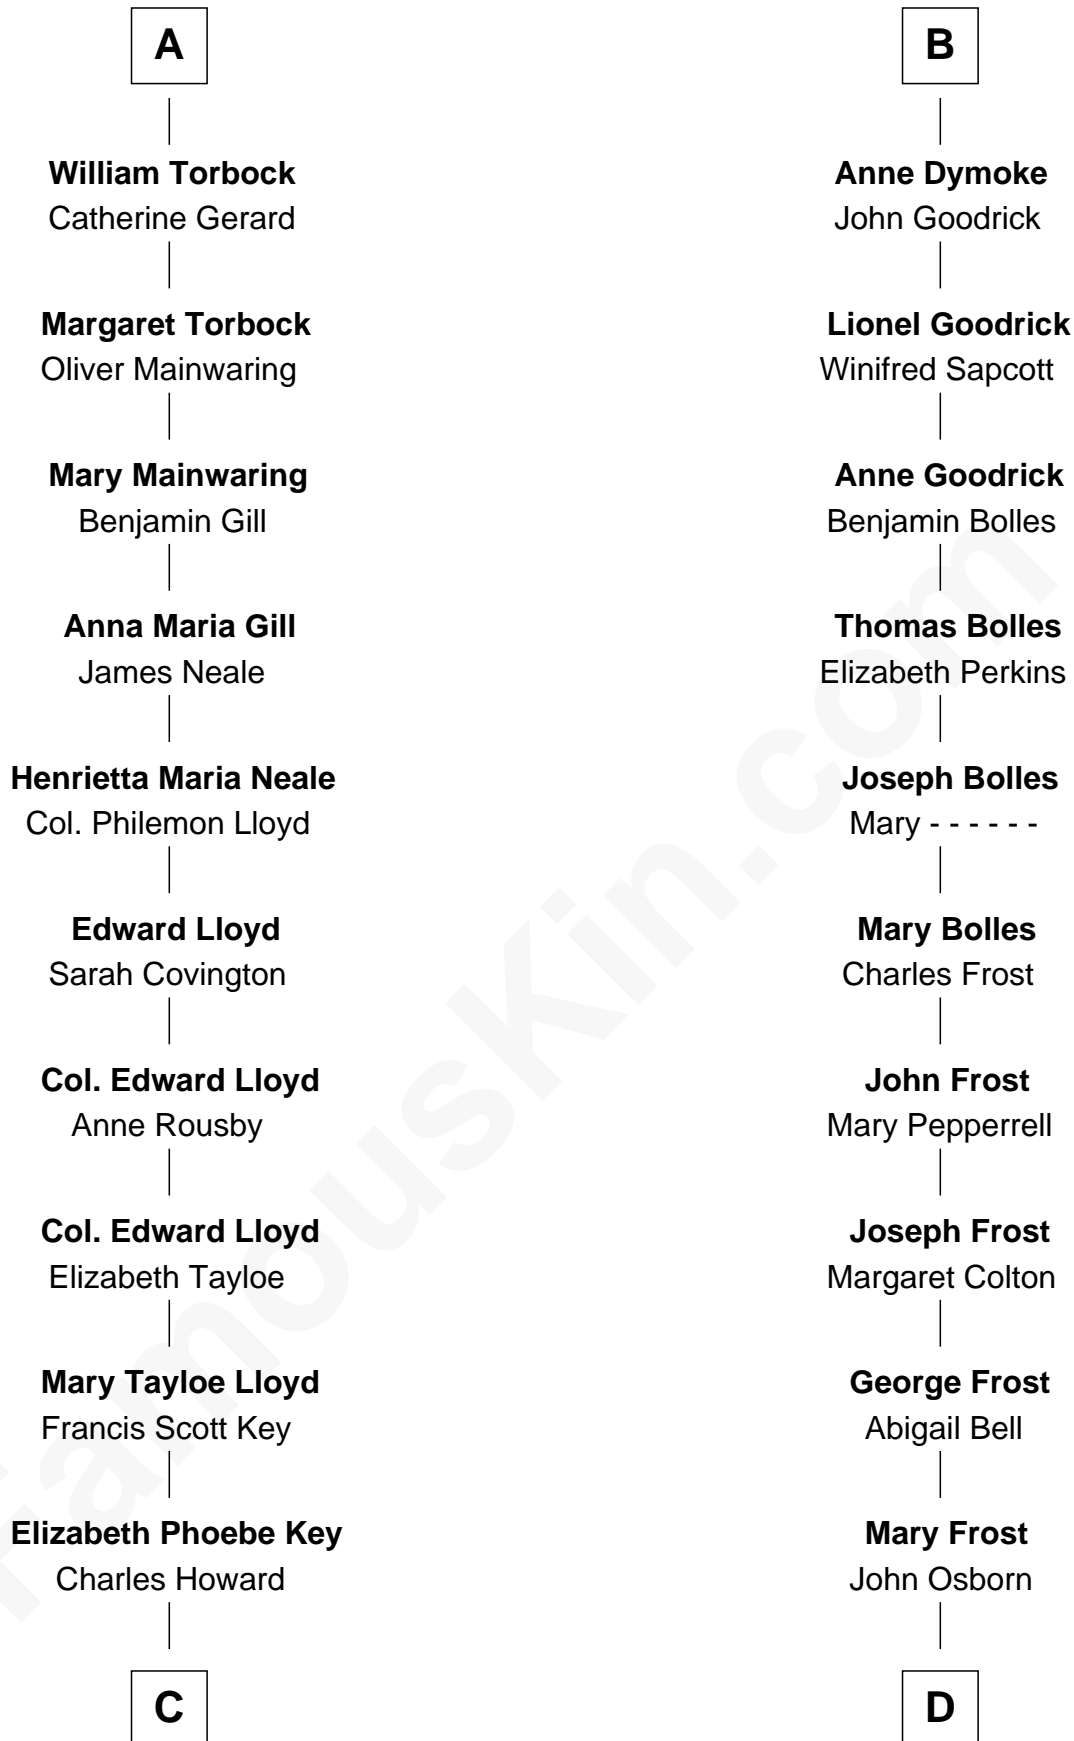 A
William Torbock
Catherine Gerard
Margaret Torbock
Oliver Mainwaring
Mary Mainwaring
Benjamin Gill
Anna Maria Gill
James Neale
Henrietta Maria Neale
Col. Philemon Lloyd
Edward Lloyd
Sarah Covington
Col. Edward Lloyd
Anne Rousby
Col. Edward Lloyd
Elizabeth Tayloe
Mary Tayloe Lloyd
Francis Scott Key
Elizabeth Phoebe Key
Charles Howard
C
B
Anne Dymoke
John Goodrick
Lionel Goodrick
Winifred Sapcott
Anne Goodrick
Benjamin Bolles
Thomas Bolles
Elizabeth Perkins
Joseph Bolles
Mary - - - - - -
Mary Bolles
Charles Frost
John Frost
Mary Pepperrell
Joseph Frost
Margaret Colton
George Frost
Abigail Bell
Mary Frost
John Osborn
D
FamousKin.com